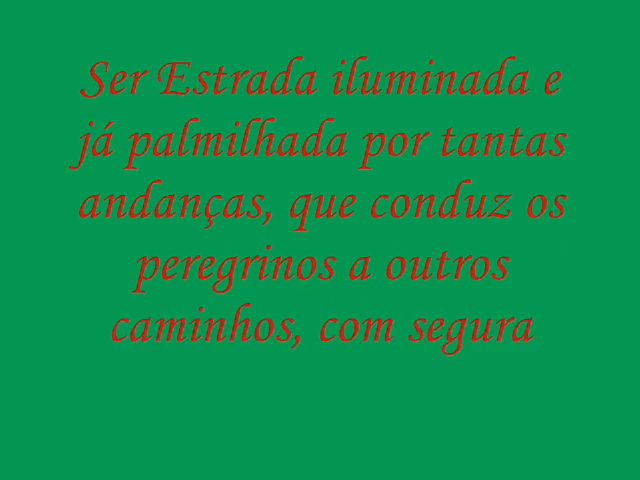 Ser Estrada iluminada e
já palmilhada por tantas
andanças, que conduz os
peregrinos a outros
caminhos, com segura